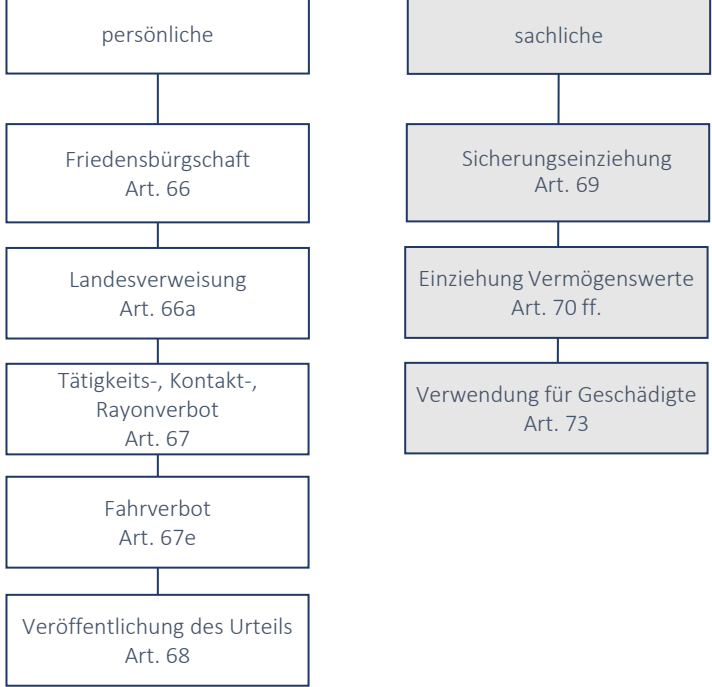 persönliche
Friedensbürgschaft
Art. 66
Landesverweisung
Art. 66a
Tätigkeits-, Kontakt-,
Rayonverbot
Art. 67
Fahrverbot
Art. 67e
Veröffentlichung des Urteils
Art. 68
sachliche
Sicherungseinziehung
Art. 69
Einziehung Vermögenswerte
Art. 70 ff.
Verwendung für Geschädigte
Art. 73